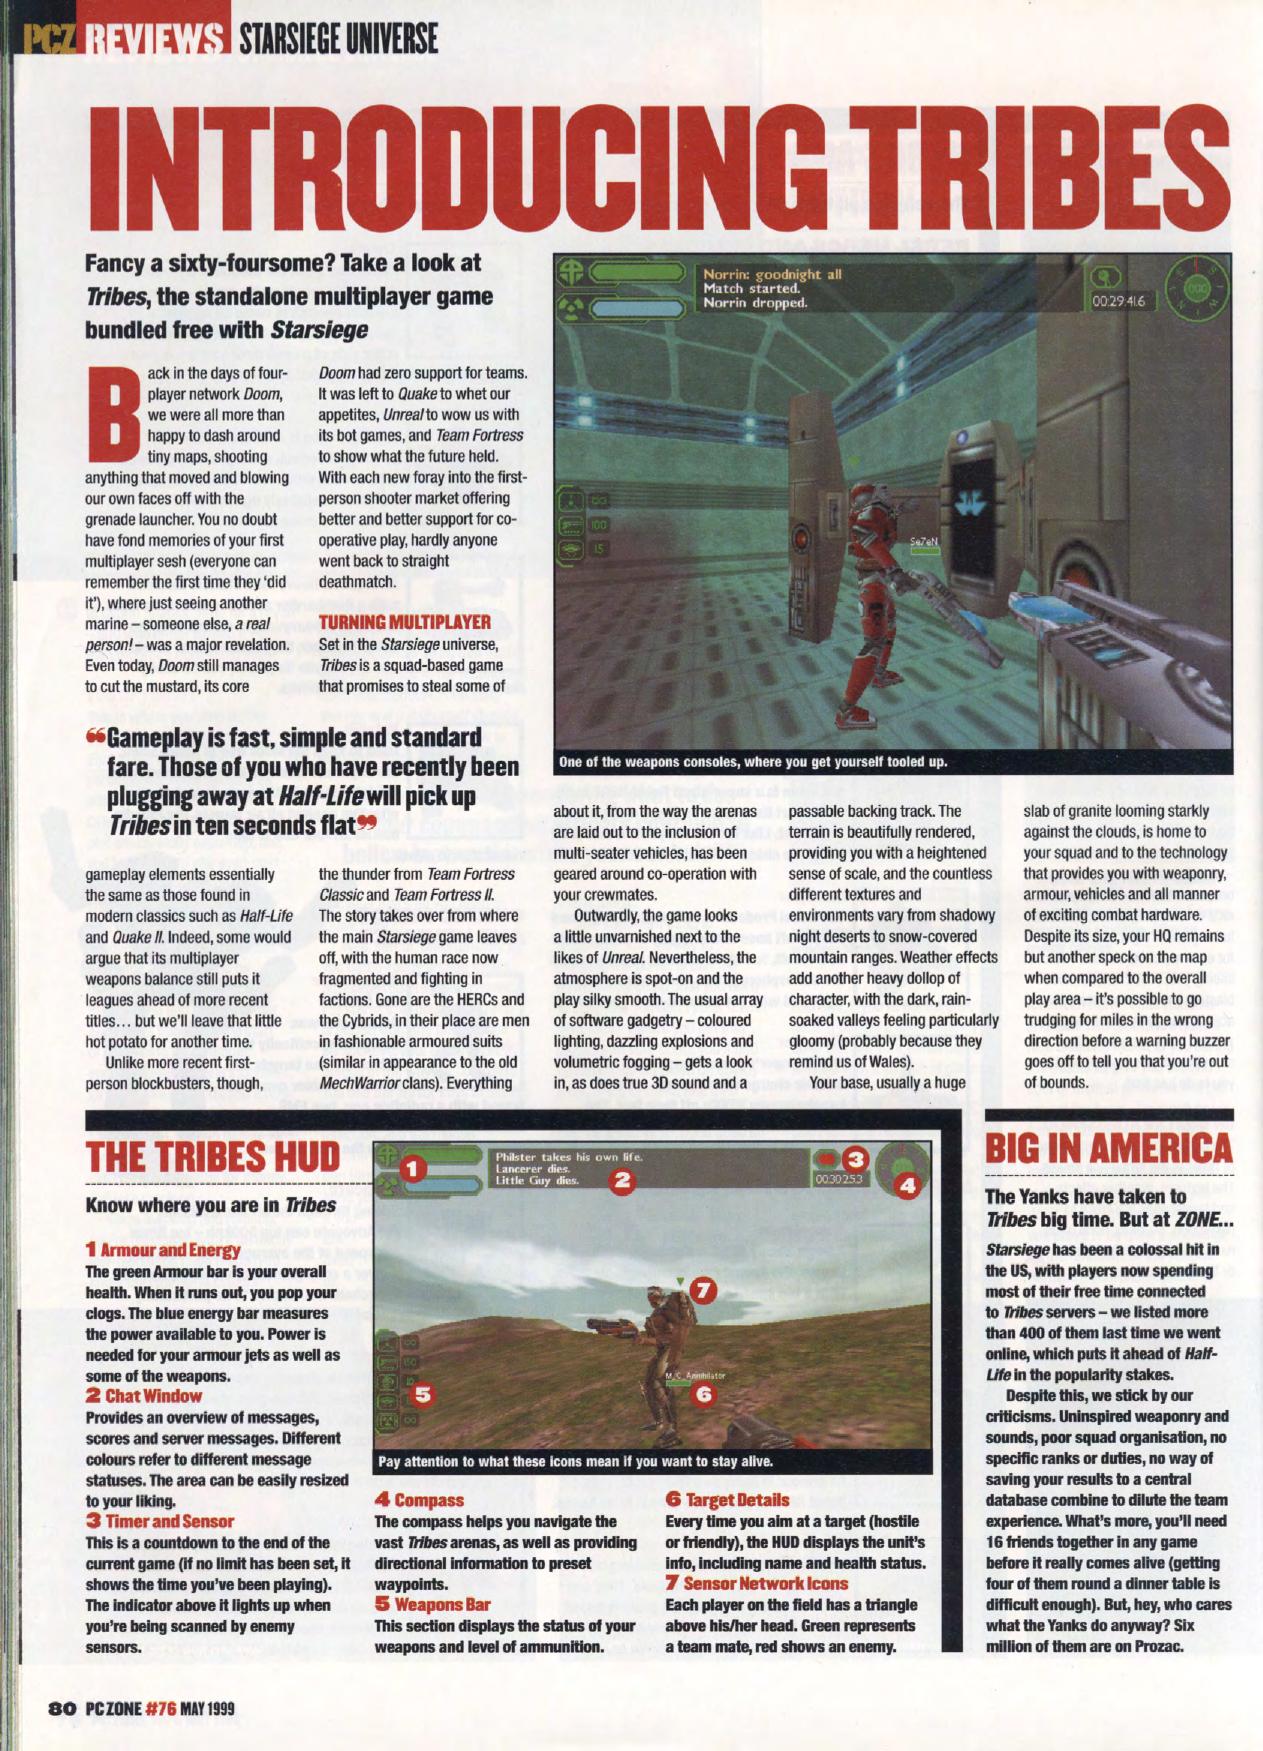 PCZ REVIEWS STARSIEGE UNIVERSE
INTRODUCING TRIBES
Fancy a sixty-foursome? Take a look at
Tribes, the standalone multiplayer game
bundled free with Starsiege
Back in the days of four-
player network Doom,
we were all more than
happy to dash around
tiny maps, shooting
anything that moved and blowing
our own faces off with the
grenade launcher. You no doubt
have fond memories of your first
multiplayer sesh (everyone can
remember the first time they 'did
it'), where just seeing another
marine – someone else, a real
person! – was a major revelation.
Even today, Doom still manages
to cut the mustard, its core
gameplay elements essentially
the same as those found in
modern classics such as Half-Life
and Quake II. Indeed, some would
argue that its multiplayer
weapons balance still puts it
leagues ahead of more recent
titles... but we'll leave that little
hot potato for another time.
Unlike more recent first-
person blockbusters, though,
Doom had zero support for teams.
It was left to Quake to whet our
appetites, Unreal to wow us with
its bot games, and Team Fortress
to show what the future held.
With each new foray into the first-
person shooter market offering
better and better support for co-
operative play, hardly anyone
went back to straight
deathmatch.
TURNING MULTIPLAYER
Set in the Starsiege universe,
Tribes is a squad-based game
that promises to steal some of
the thunder from Team Fortress
Classic and Team Fortress II.
The story takes over from where
the main Starsiege game leaves
off, with the human race now
fragmented and fighting in
factions. Gone are the HERCs and
the Cybrids, in their place are men
in fashionable armoured suits
(similar in appearance to the old
MechWarrior clans). Everything
“Gameplay is fast, simple and standard
fare. Those of you who have recently been
plugging away at Half-Life will pick up
Tribes in ten seconds flat”
Norrin: goodnight all
Match started.
Norrin dropped.
00:29:41.6
100
15
Se7eN
One of the weapons consoles, where you get yourself tooled up.
about it, from the way the arenas
are laid out to the inclusion of
multi-seater vehicles, has been
geared around co-operation with
your crewmates.
Outwardly, the game looks
a little unvarnished next to the
likes of Unreal. Nevertheless, the
atmosphere is spot-on and the
play silky smooth. The usual array
of software gadgetry – coloured
lighting, dazzling explosions and
volumetric fogging – gets a look
in, as does true 3D sound and a
passable backing track. The
terrain is beautifully rendered,
providing you with a heightened
sense of scale, and the countless
different textures and
environments vary from shadowy
night deserts to snow-covered
mountain ranges. Weather effects
add another heavy dollop of
character, with the dark, rain-
soaked valleys feeling particularly
gloomy (probably because they
remind us of Wales).
Your base, usually a huge
slab of granite looming starkly
against the clouds, is home to
your squad and to the technology
that provides you with weaponry,
armour, vehicles and all manner
of exciting combat hardware.
Despite its size, your HQ remains
but another speck on the map
when compared to the overall
play area – it's possible to go
trudging for miles in the wrong
direction before a warning buzzer
goes off to tell you that you're out
of bounds.
THE TRIBES HUD
Know where you are in Tribes
1 Armour and Energy
The green Armour bar is your overall
health. When it runs out, you pop your
clogs. The blue energy bar measures
the power available to you. Power is
needed for your armour jets as well as
some of the weapons.
2 Chat Window
Provides an overview of messages,
scores and server messages. Different
colours refer to different message
statuses. The area can be easily resized
to your liking.
3 Timer and Sensor
This is a countdown to the end of the
current game (if no limit has been set, it
shows the time you've been playing).
The indicator above it lights up when
you're being scanned by enemy
sensors.
Philster takes his own life.
Lancerer dies.
Little Guy dies.
00:30:25.3
1
2
3
4
5
6
7
150
15
M_C_Annihilator
Pay attention to what these icons mean if you want to stay alive.
4 Compass
The compass helps you navigate the
vast Tribes arenas, as well as providing
directional information to preset
waypoints.
5 Weapons Bar
This section displays the status of your
weapons and level of ammunition.
6 Target Details
Every time you aim at a target (hostile
or friendly), the HUD displays the unit's
info, including name and health status.
7 Sensor Network Icons
Each player on the field has a triangle
above his/her head. Green represents
a team mate, red shows an enemy.
BIG IN AMERICA
The Yanks have taken to
Tribes big time. But at ZONE...
Starsiege has been a colossal hit in
the US, with players now spending
most of their free time connected
to Tribes servers – we listed more
than 400 of them last time we went
online, which puts it ahead of Half-
Life in the popularity stakes.
Despite this, we stick by our
criticisms. Uninspired weaponry and
sounds, poor squad organisation, no
specific ranks or duties, no way of
saving your results to a central
database combine to dilute the team
experience. What's more, you'll need
16 friends together in any game
before it really comes alive (getting
four of them round a dinner table is
difficult enough). But, hey, who cares
what the Yanks do anyway? Six
million of them are on Prozac.
80 PC ZONE #76 MAY 1999